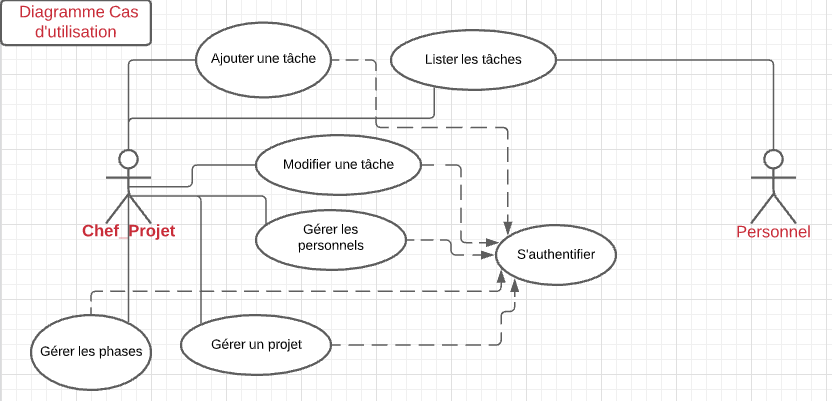 Diagramme Cas
d'utilisation
Ajouter une tâche
Lister les tâches
Modifier une tâche
Chef_Projet
Gérer les
personnels
Personnel
S'authentifier
Gérer les phases
Gérer un projet